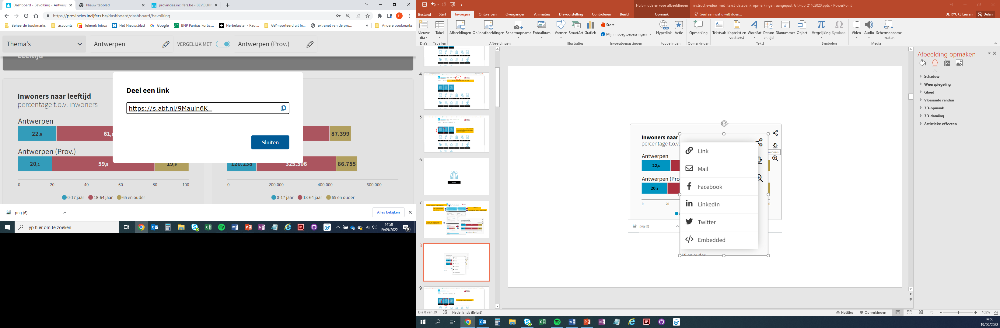 Dashboard - Bevolking - Antwerp
Nieuw tabblad
provincies.incijfers.be - BEVOLKIN
https://provincies.incijfers.be/dashboard/dashboard/bevolking
Beheerde bookmarks
accounts
Telenet: Inbox
Het Nieuwsblad
Google
BNP Paribas Fortis,...
Herbeluister - Radi...
Geïmporteerd uit In...
extranet van de pro...
»
Andere bookmarks
Thema's
Antwerpen
VERGELIJK MET
Antwerpen (Prov.)
Leeftijd
Inwoners naar leeftijd
percentage t.o.v. inwoners
Deel een link
https://s.abf.nl/9Mauln6K
Sluiten
Antwerpen
22,6
61,
87.399
Antwerpen (Prov.)
20,1
59,9
19,9
120.238
325.506
86.755
0 20 40 60 80 100
0 200.000 400.000 600.000
0-17 jaar 18-64 jaar 65 en ouder
0-17 jaar 18-64 jaar 65 en ouder
png (6)
Alles bekijken
Typ hier om te zoeken
14:58
19/09/2022
9
Hulpmiddelen voor afbeeldingen
instructievideo_met_.tekst_databank_opmerkingen_aangepast_GitHub_21102020.pptx - PowerPoint
Bestand Start Invoegen Ontwerpen Overgangen Animaties Diavoorstelling Controleren Beeld Opmaak
Geef aan wat u wilt doen...
DE RYCKE Lieven
Delen
Nieuwe dia
Tabel
Afbeeldingen
Onlineafbeeldingen
Schermopname
Fotoalbum
Vormen
SmartArt
Grafiek
Store
Mijn invoegtoepassingen
Hyperlink
Actie
Opmerking
Tekstvak
Koptekst en voettekst
WordArt
Datum en tijd
Dianummer
Object
Vergelijking
Symbool
Video
Audio
Schermopname maken
Dia's
Tabellen
Afbeeldingen
Illustraties
Invoegtoepassingen
Koppelingen
Opmerkingen
Tekst
Symbolen
Media
4
5
6
7
8
9
Inwoners naar
percentage t.o.v.
Antwerpen
22,6
Antwerpen (Pro
20,1
0 20
png (6)
nwoners
0
Link
Mail
Facebook
LinkedIn
Twitter
Embedded
65 en ouder
Afbeelding opmaken
Schaduw
Weerspiegeling
Gloed
Vloeiende randen
3D-opmaak
3D-draaiing
Artistieke effecten
Dia 8 van 39
Nederlands (België)
Notities
Opmerkingen
102%
14:58
19/09/2022